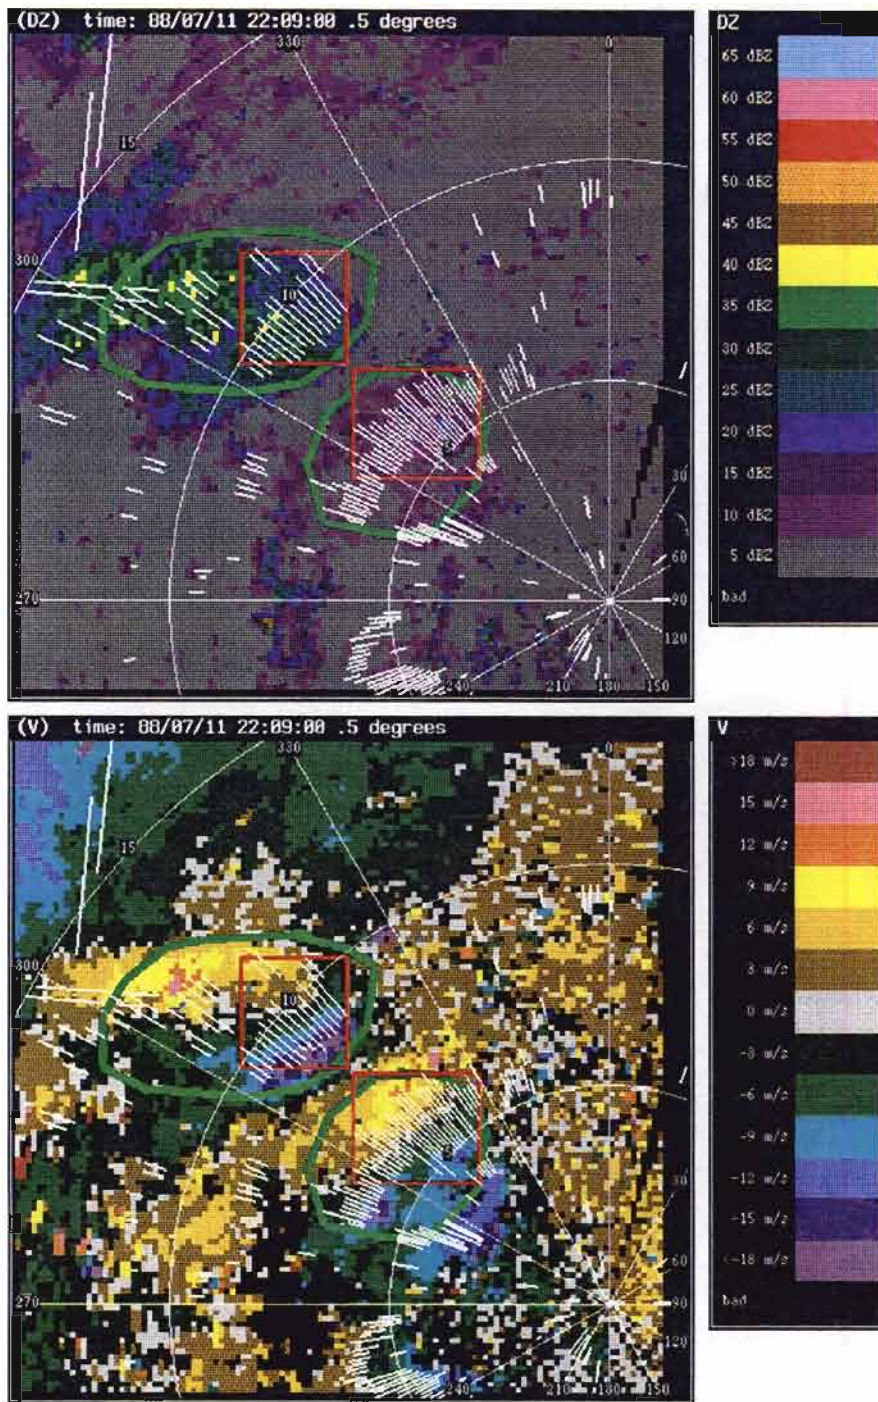 (DZ) time: 88/07/11 22:09:00 .5 degrees
330
0
15
300
10
5
30
60
270
90
120
240
210
180
150
DZ
65 dBZ
60 dBZ
55 dBZ
50 dBZ
45 dBZ
40 dBZ
35 dBZ
30 dBZ
25 dBZ
20 dBZ
15 dBZ
10 dBZ
5 dBZ
bad
(V) time: 88/07/11 22:09:00 .5 degrees
330
0
15
300
10
30
60
270
90
120
240
210
180
150
V
>18 m/s
15 m/s
12 m/s
9 m/s
6 m/s
3 m/s
0 m/s
-3 m/s
-6 m/s
-9 m/s
-12 m/s
-15 m/s
<-18 m/s
bad